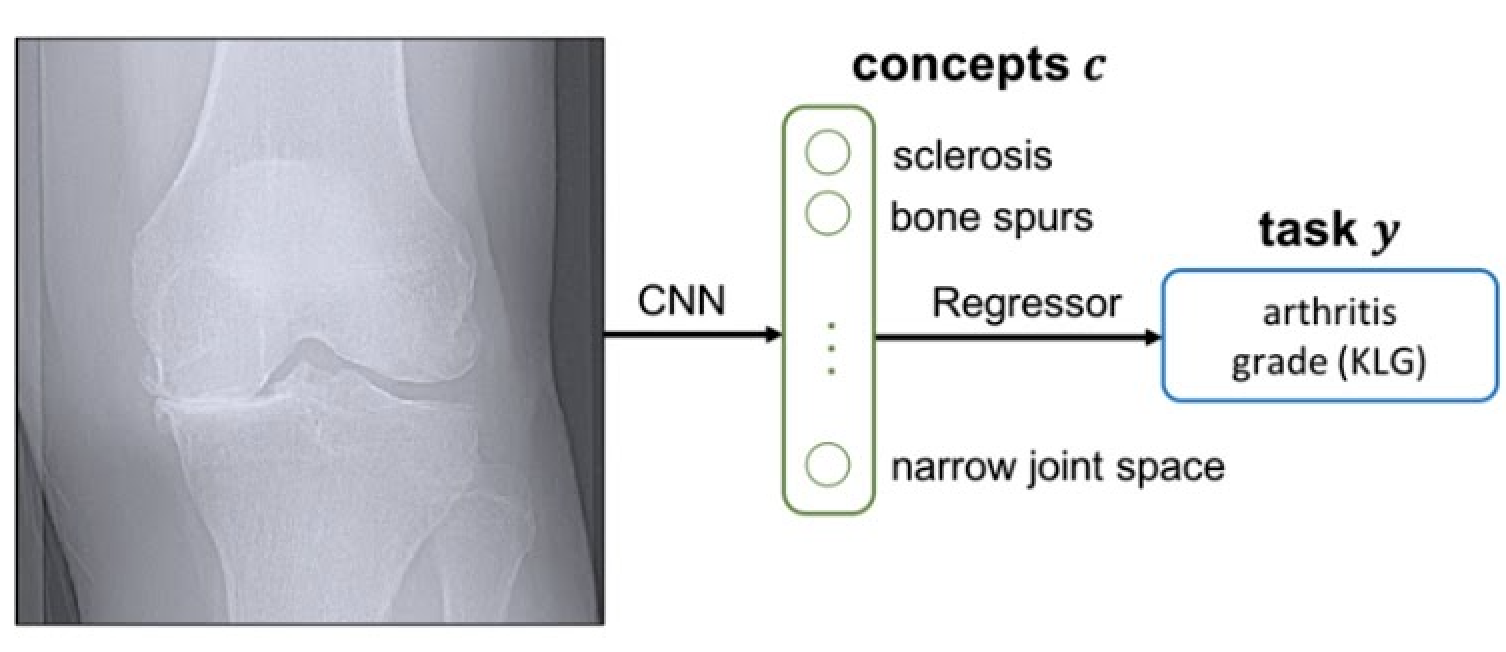 concepts c
sclerosis
bone spurs
task y
CNN
Regressor
arthritis
grade (KLG)
narrow joint space